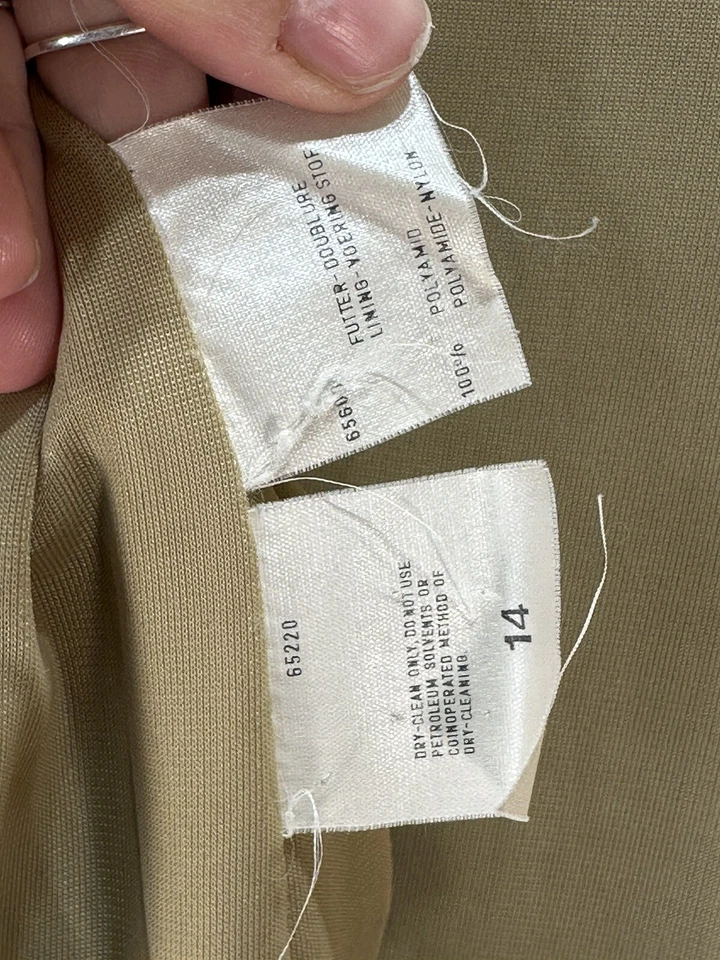 FUTTER-DOUBLURE
LINING-VOERING STOF
100% POLYAMID
POLYAMIDE-NYLON
65220
DRY-CLEAN ONLY, DO NOT USE
PETROLEUM SOLVENTS OR
COINOPERATED METHOD OF
DRY-CLEANING
14